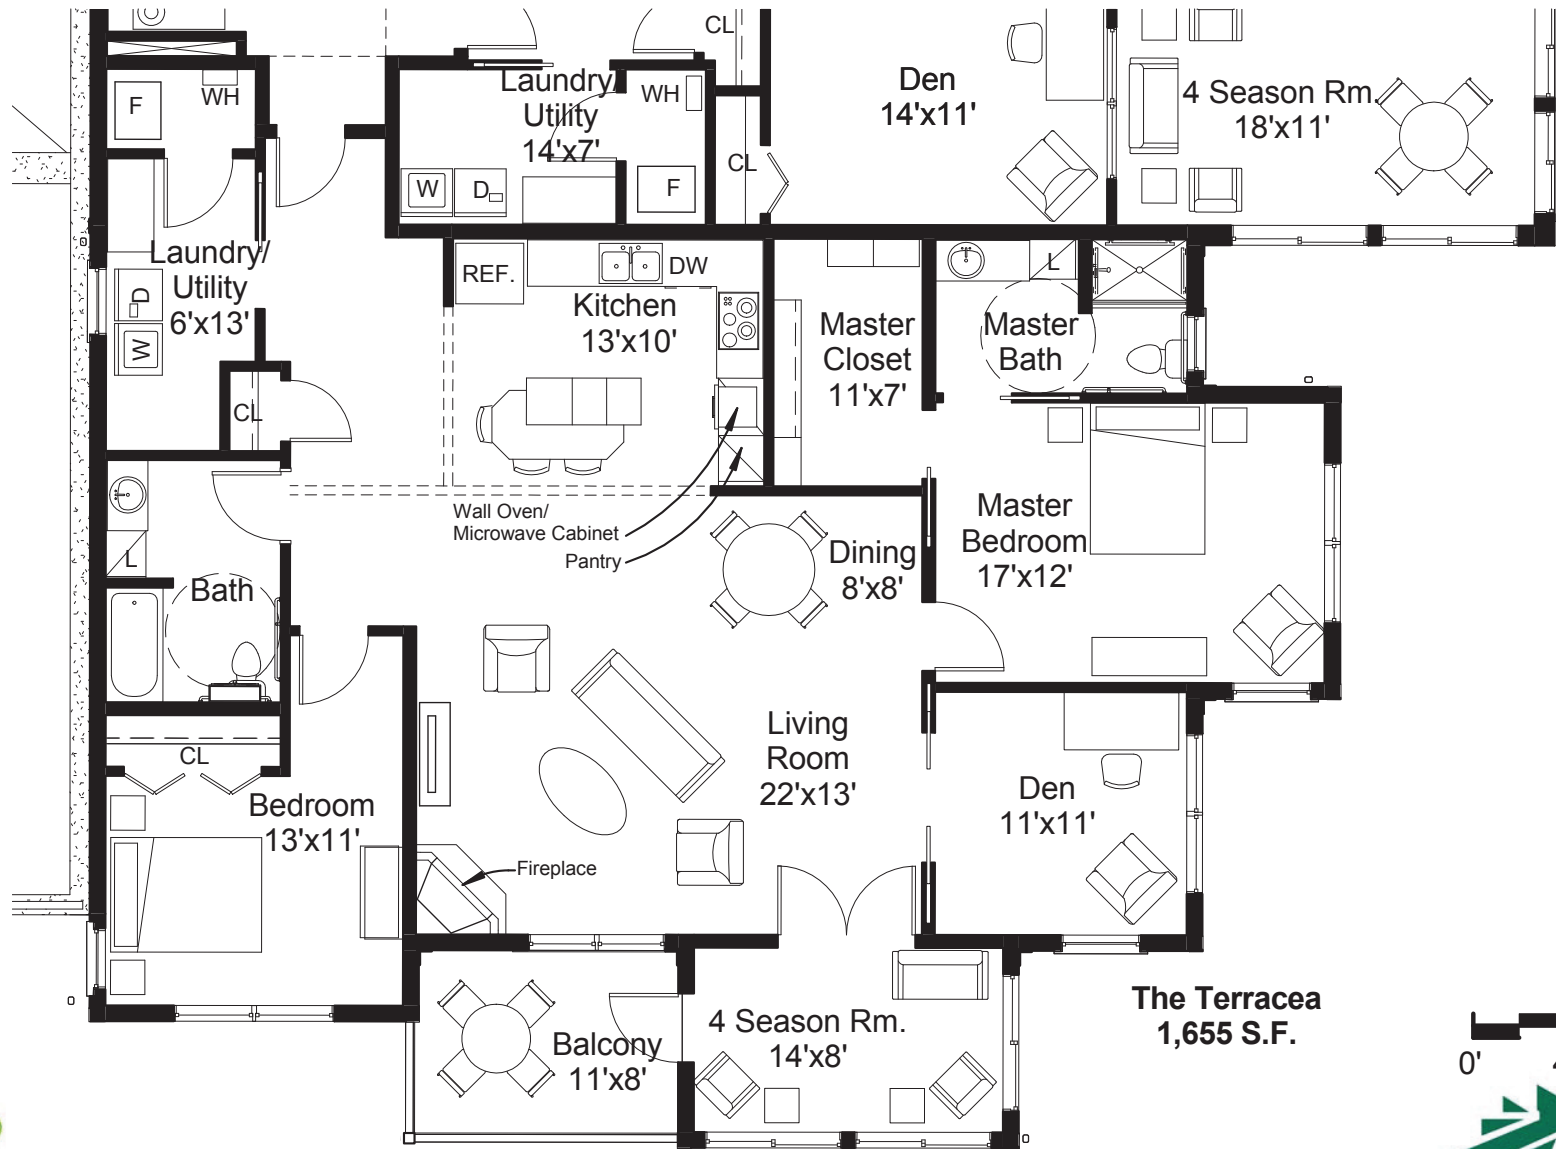 CL
Laundry/
Utility
14'x7'
WH
F
WH
Den
14'x11'
4 Season Rm.
18'x11'
CL
W
D
F
Laundry/
Utility
6'x13'
D
W
REF.
DW
Kitchen
13'x10'
Master
Closet
11'x7'
L
Master
Bath
CL
Wall Oven/
Microwave Cabinet
Pantry
Dining
8'x8'
Master
Bedroom
17'x12'
L
Bath
CL
Bedroom
13'x11'
Living
Room
22'x13'
Den
11'x11'
Fireplace
Balcony
11'x8'
4 Season Rm.
14'x8'
The Terracea
1,655 S.F.
0'